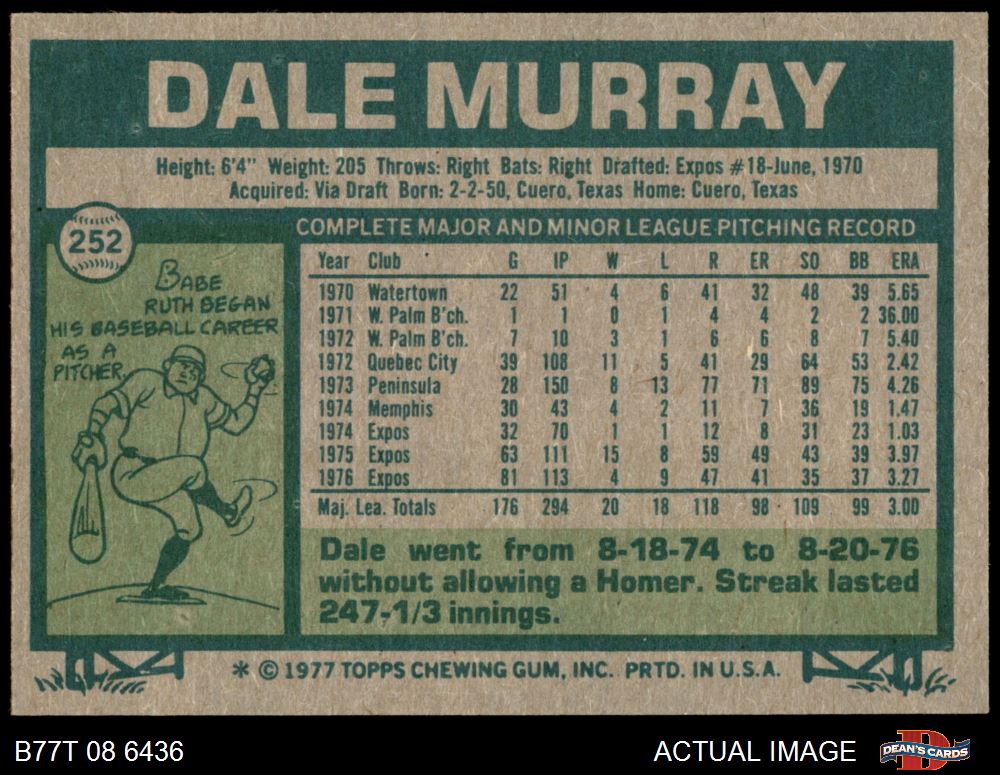 DALE MURRAY
Height: 6'4" Weight: 205 Throws: Right Bats: Right Drafted: Expos #18-June, 1970
Acquired: Via Draft Born: 2-2-50, Cuero, Texas Home: Cuero, Texas
252
BABE
RUTH BEGAN
HIS BASEBALL CAREER
AS A
PITCHER.
COMPLETE MAJOR AND MINOR LEAGUE PITCHING RECORD
Year Club G IP W L R ER SO BB ERA
1970 Watertown 22 51 4 6 41 32 48 39 5.65
1971 W. Palm B'ch. 1 1 0 1 4 4 2 2 36.00
1972 W. Palm B'ch. 7 10 3 1 6 6 8 7 5.40
1972 Quebec City 39 108 11 5 41 29 64 53 2.42
1973 Peninsula 28 150 8 13 77 71 89 75 4.26
1974 Memphis 30 43 4 2 11 7 36 19 1.47
1974 Expos 32 70 1 1 12 8 31 23 1.03
1975 Expos 63 111 15 8 59 49 43 39 3.97
1976 Expos 81 113 4 9 47 41 35 37 3.27
Maj. Lea. Totals 176 294 20 18 118 98 109 99 3.00
Dale went from 8-18-74 to 8-20-76
without allowing a Homer. Streak lasted
247-1/3 innings.
* © 1977 TOPPS CHEWING GUM, INC. PRTD. IN U.S.A.
B77T 08 6436
ACTUAL IMAGE
D
DEAN'S CARDS